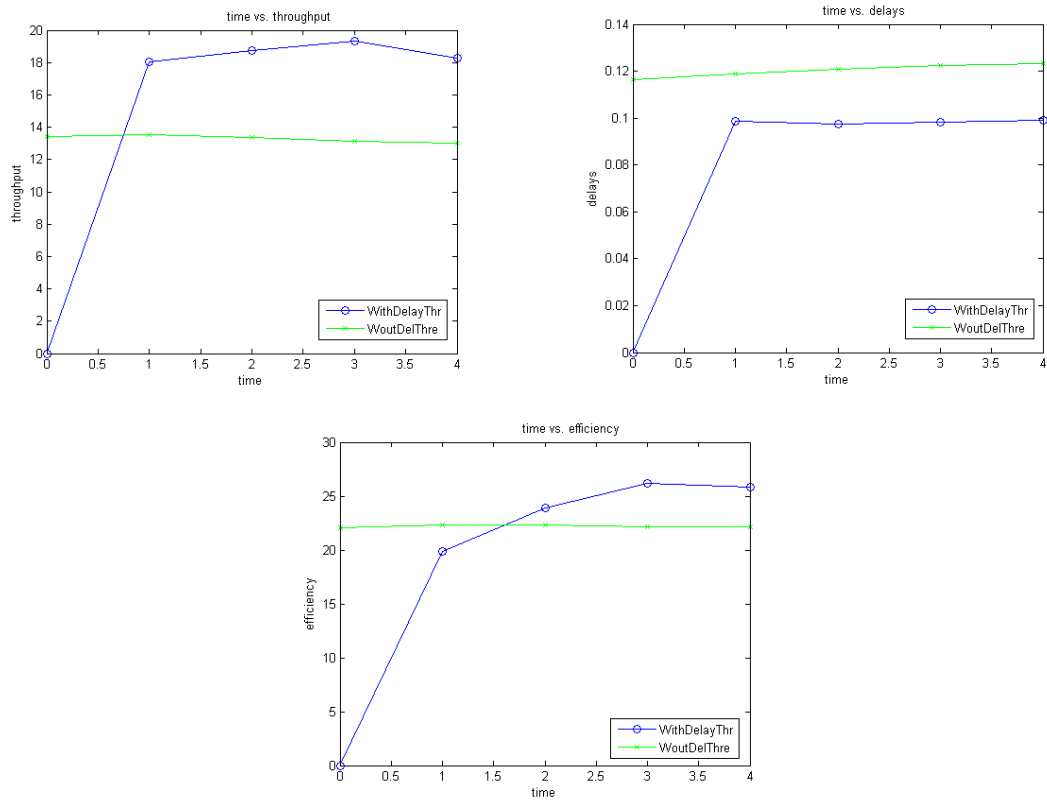 time vs. throughput
20
18
16
14
12
10
8
6
4
2
0
throughput
0 0.5 1 1.5 2 2.5 3 3.5 4
time
WithDelayThr
WoutDelThre
time vs. delays
0.14
0.12
0.1
0.08
0.06
0.04
0.02
0
delays
0 0.5 1 1.5 2 2.5 3 3.5 4
time
WithDelayThr
WoutDelThre
time vs. efficiency
30
25
20
15
10
5
0
efficiency
0 0.5 1 1.5 2 2.5 3 3.5 4
time
WithDelayThr
WoutDelThre